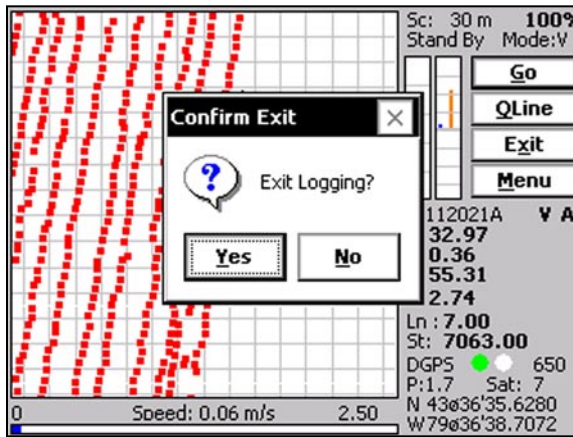 Sc: 30 m 100%
Stand By Mode:V
Go
QLine
Exit
Menu
Confirm Exit
Exit Logging?
Yes
No
112021A V A
32.97
0.36
55.31
2.74
Ln : 7.00
St: 7063.00
DGPS 650
P:1.7 Sat: 7
N 43ø36'35.6280
W79ø36'38.7072
0 Speed: 0.06 m/s 2.50